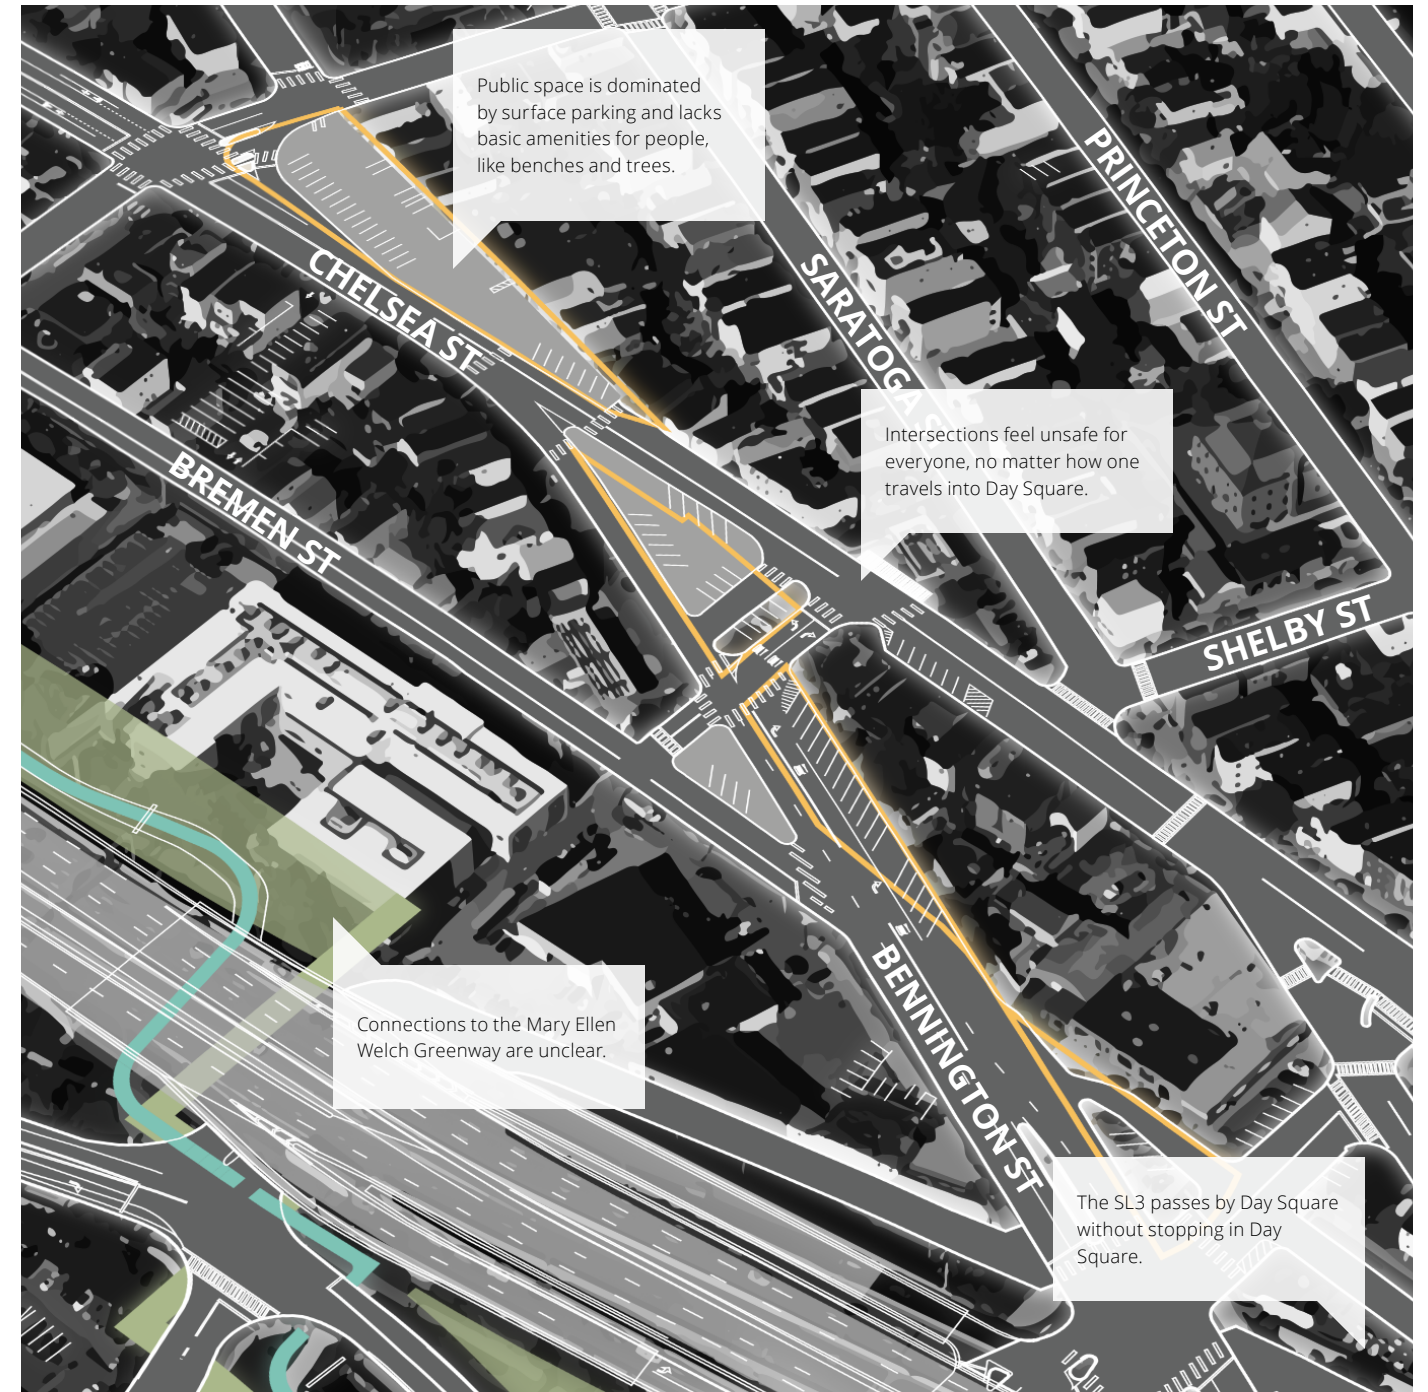 Public space is dominated
by surface parking and lacks
basic amenities for people,
like benches and trees.
PRINCETON ST
SARATOGA S
CHELSEA ST
Intersections feel unsafe for
everyone, no matter how one
travels into Day Square.
BREMEN ST
SHELBY ST
Connections to the Mary Ellen
Welch Greenway are unclear.
BENNINGTON ST
The SL3 passes by Day Square
without stopping in Day
Square.